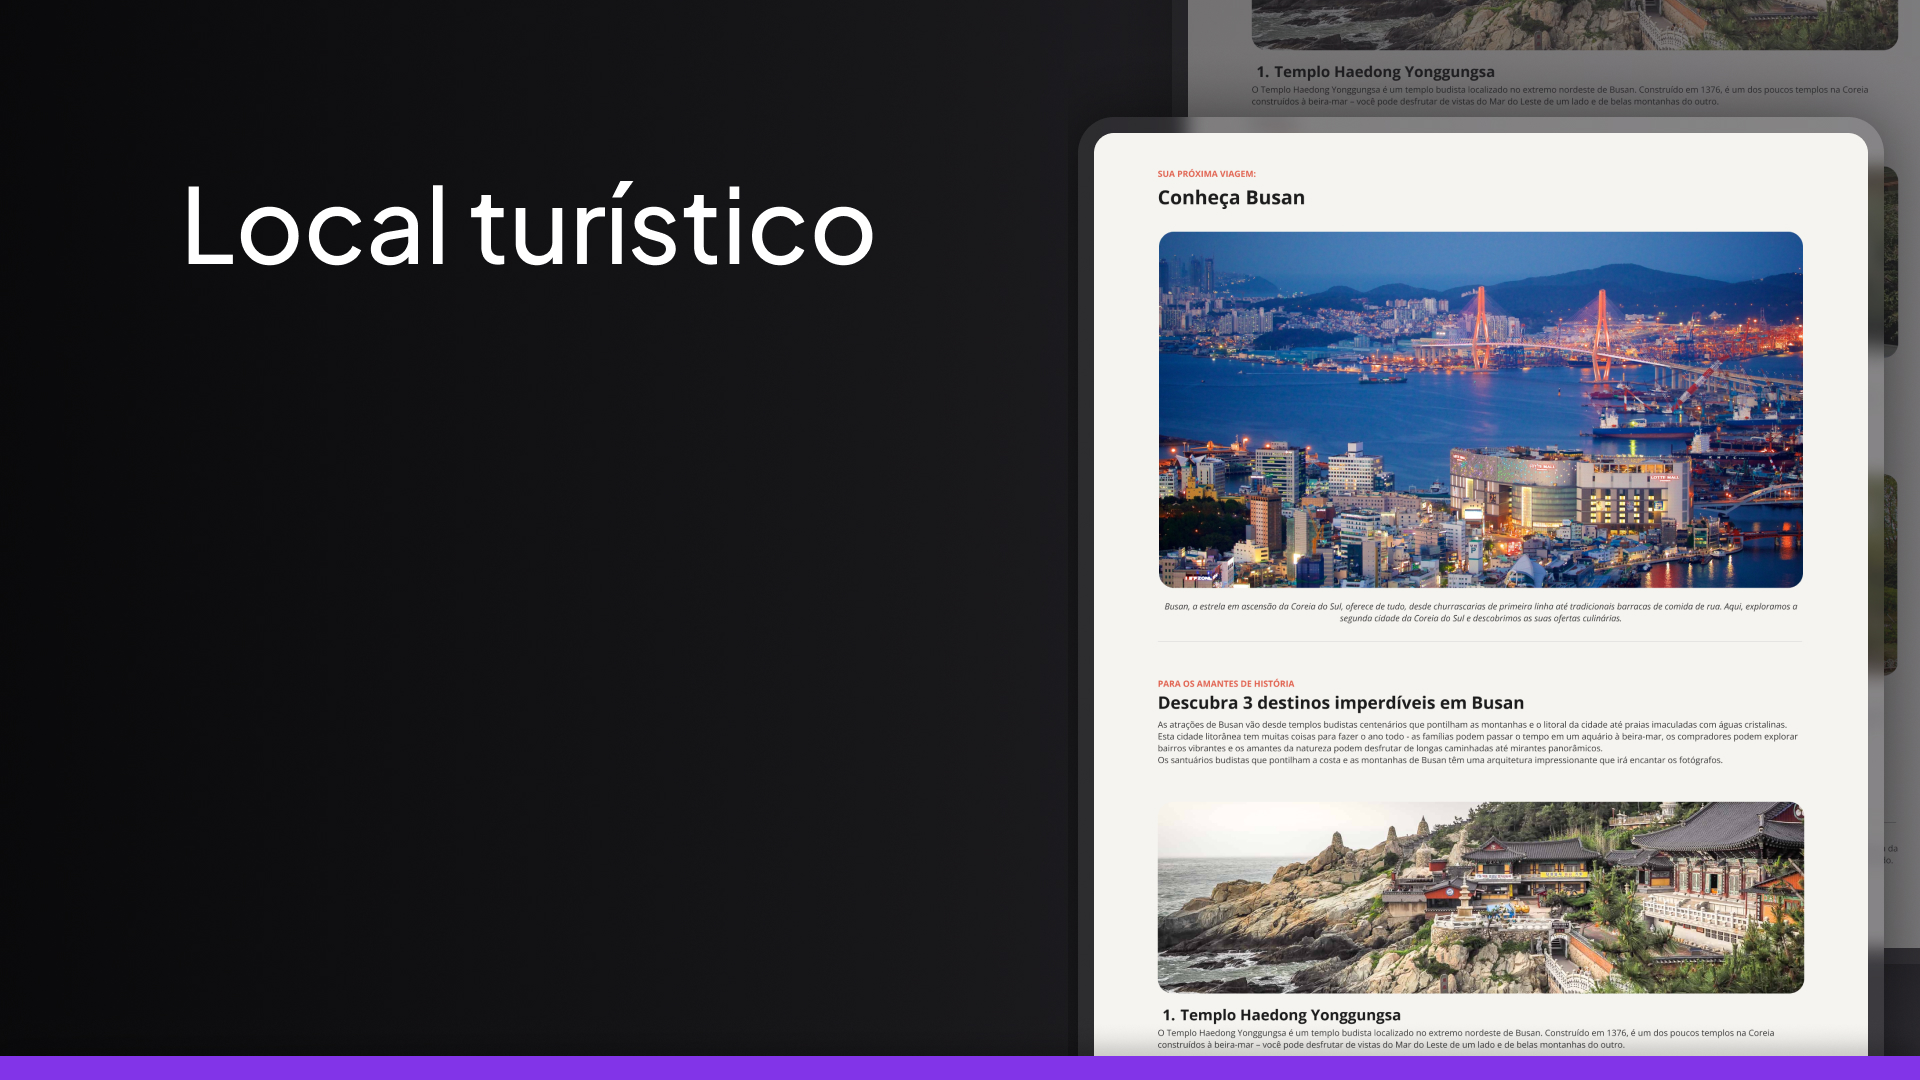 Local turístico
1. Templo Haedong Yonggungsa
O Templo Haedong Yonggungsa é um templo budista localizado no extremo nordeste de Busan. Construído em 1376, é um dos poucos templos na Coreia
construídos à beira-mar – você pode desfrutar de vistas do Mar do Leste de um lado e de belas montanhas do outro.
SUA PRÓXIMA VIAGEM:
Conheça Busan
LOTTE MALL
LOTTE MALL
Busan, a estrela em ascensão da Coreia do Sul, oferece de tudo, desde churrascarias de primeira linha até tradicionais barracas de comida de rua. Aqui, exploramos a
segunda cidade da Coreia do Sul e descobrimos as suas ofertas culinárias.
PARA OS AMANTES DE HISTÓRIA
Descubra 3 destinos imperdíveis em Busan
As atrações de Busan vão desde templos budistas centenários que pontilham as montanhas e o litoral da cidade até praias imaculadas com águas cristalinas.
Esta cidade litorânea tem muitas coisas para fazer o ano todo - as famílias podem passar o tempo em um aquário à beira-mar, os compradores podem explorar
bairros vibrantes e os amantes da natureza podem desfrutar de longas caminhadas até mirantes panorâmicos.
Os santuários budistas que pontilham a costa e as montanhas de Busan têm uma arquitetura impressionante que irá encantar os fotógrafos.
da
1. Templo Haedong Yonggungsa
O Templo Haedong Yonggungsa é um templo budista localizado no extremo nordeste de Busan. Construído em 1376, é um dos poucos templos na Coreia
construídos à beira-mar – você pode desfrutar de vistas do Mar do Leste de um lado e de belas montanhas do outro.